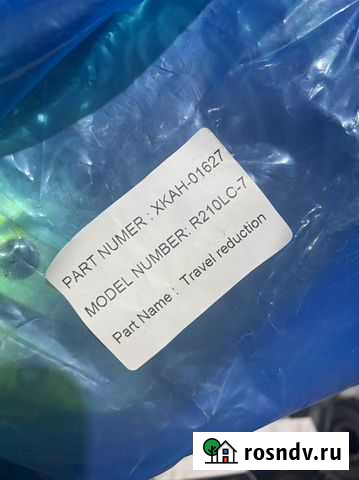 PART NUMER : XKAH-01627
MODEL NUMBER: R210LC-7
Part Name : Travel reduction
rosndv.ru